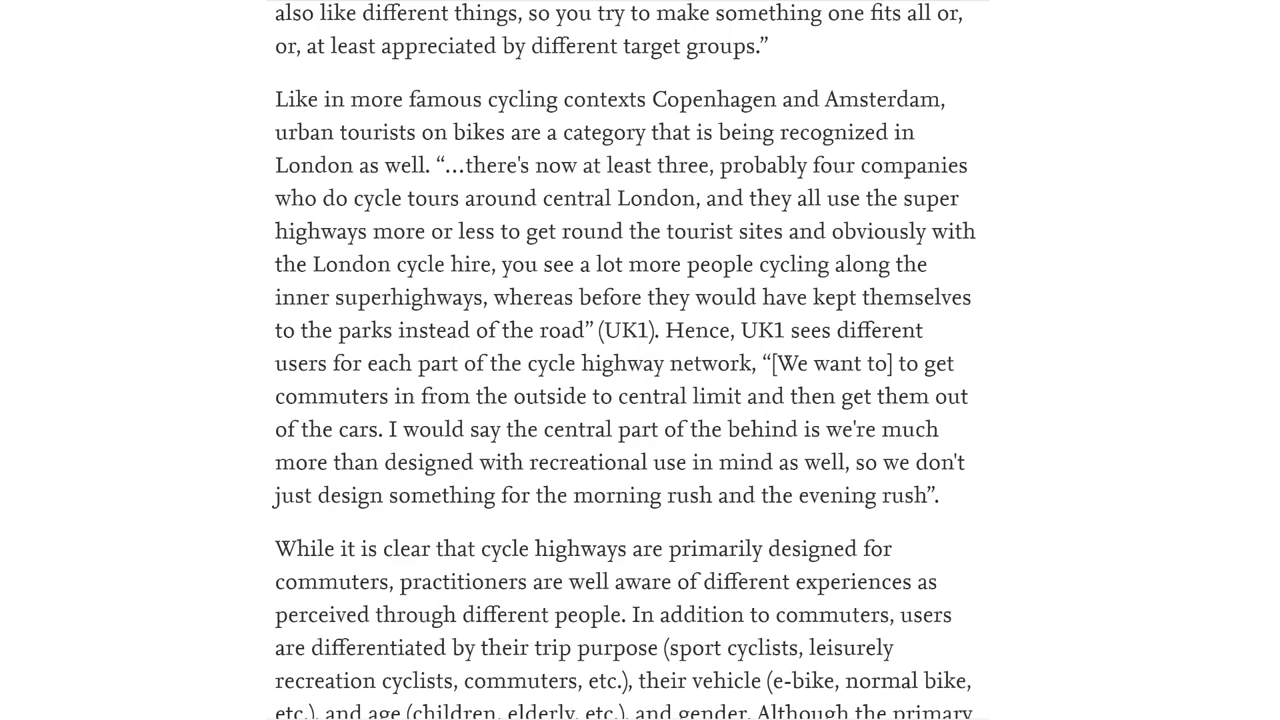 also like different things, so you try to make something one fits all or,
or, at least appreciated by different target groups.”
Like in more famous cycling contexts Copenhagen and Amsterdam,
urban tourists on bikes are a category that is being recognized in
London as well. “…there's now at least three, probably four companies
who do cycle tours around central London, and they all use the super
highways more or less to get round the tourist sites and obviously with
the London cycle hire, you see a lot more people cycling along the
inner superhighways, whereas before they would have kept themselves
to the parks instead of the road” (UK1). Hence, UK1 sees different
users for each part of the cycle highway network, “[We want to] to get
commuters in from the outside to central limit and then get them out
of the cars. I would say the central part of the behind is we're much
more than designed with recreational use in mind as well, so we don't
just design something for the morning rush and the evening rush”.
While it is clear that cycle highways are primarily designed for
commuters, practitioners are well aware of different experiences as
perceived through different people. In addition to commuters, users
are differentiated by their trip purpose (sport cyclists, leisurely
recreation cyclists, commuters, etc.), their vehicle (e-bike, normal bike,
etc.), and age (children, elderly, etc.), and gender. Although the primary